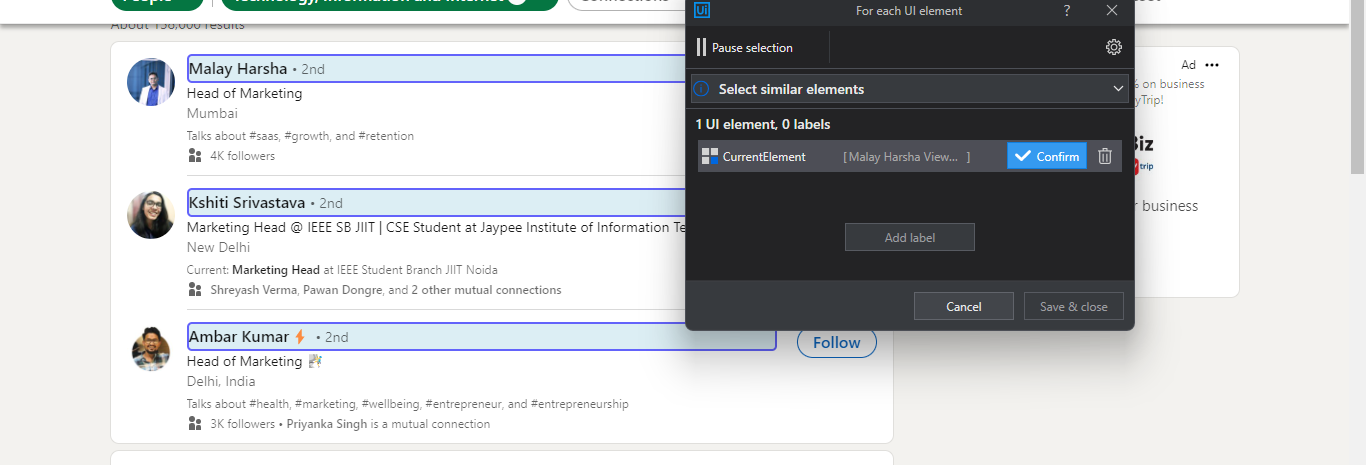 About 158,000 results
Malay Harsha • 2nd
Head of Marketing
Mumbai
Talks about #saas, #growth, and #retention
4K followers
Kshiti Srivastava • 2nd
Marketing Head @ IEEE SB JIIT | CSE Student at Jaypee Institute of Information Te
New Delhi
Current: Marketing Head at IEEE Student Branch JIIT Noida
Shreyash Verma, Pawan Dongre, and 2 other mutual connections
Ambar Kumar • 2nd
Follow
Head of Marketing
Delhi, India
Talks about #health, #marketing, #wellbeing, #entrepreneur, and #entrepreneurship
3K followers • Priyanka Singh is a mutual connection
Ui For each UI element ?
Pause selection
Select similar elements
1 UI element, 0 labels
CurrentElement [ Malay Harsha View... ] Confirm
Add label
Cancel Save & close
Ad
% on business
yTrip!
Biz
trip
r business